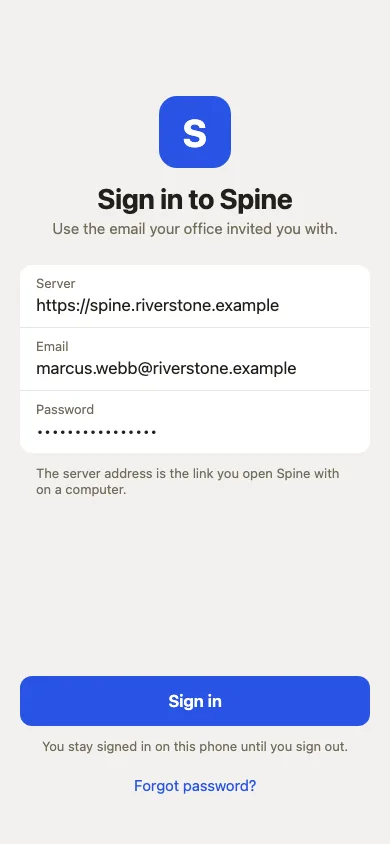 S
Sign in to Spine
Use the email your office invited you with.
Server
https://spine.riverstone.example
Email
marcus.webb@riverstone.example
Password
••••••••••••••••
The server address is the link you open Spine with
on a computer.
Sign in
You stay signed in on this phone until you sign out.
Forgot password?